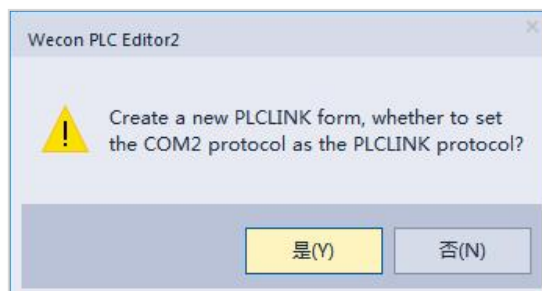 Wecon PLC Editor2
Create a new PLCLINK form, whether to set
the COM2 protocol as the PLCLINK protocol?
是(Y)
否(N)